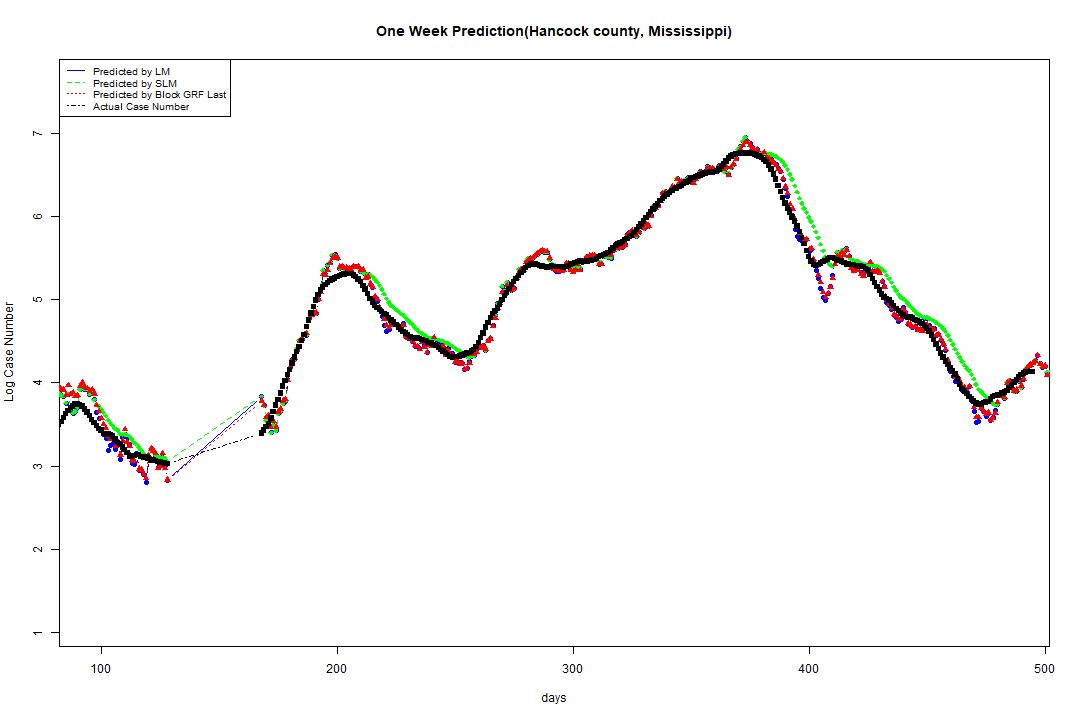 One Week Prediction(Hancock county, Mississippi)
Predicted by LM
Predicted by SLM
Predicted by Block GRF Last
Actual Case Number
Log Case Number
7
6
5
4
3
2
1
100 200 300 400 500
days